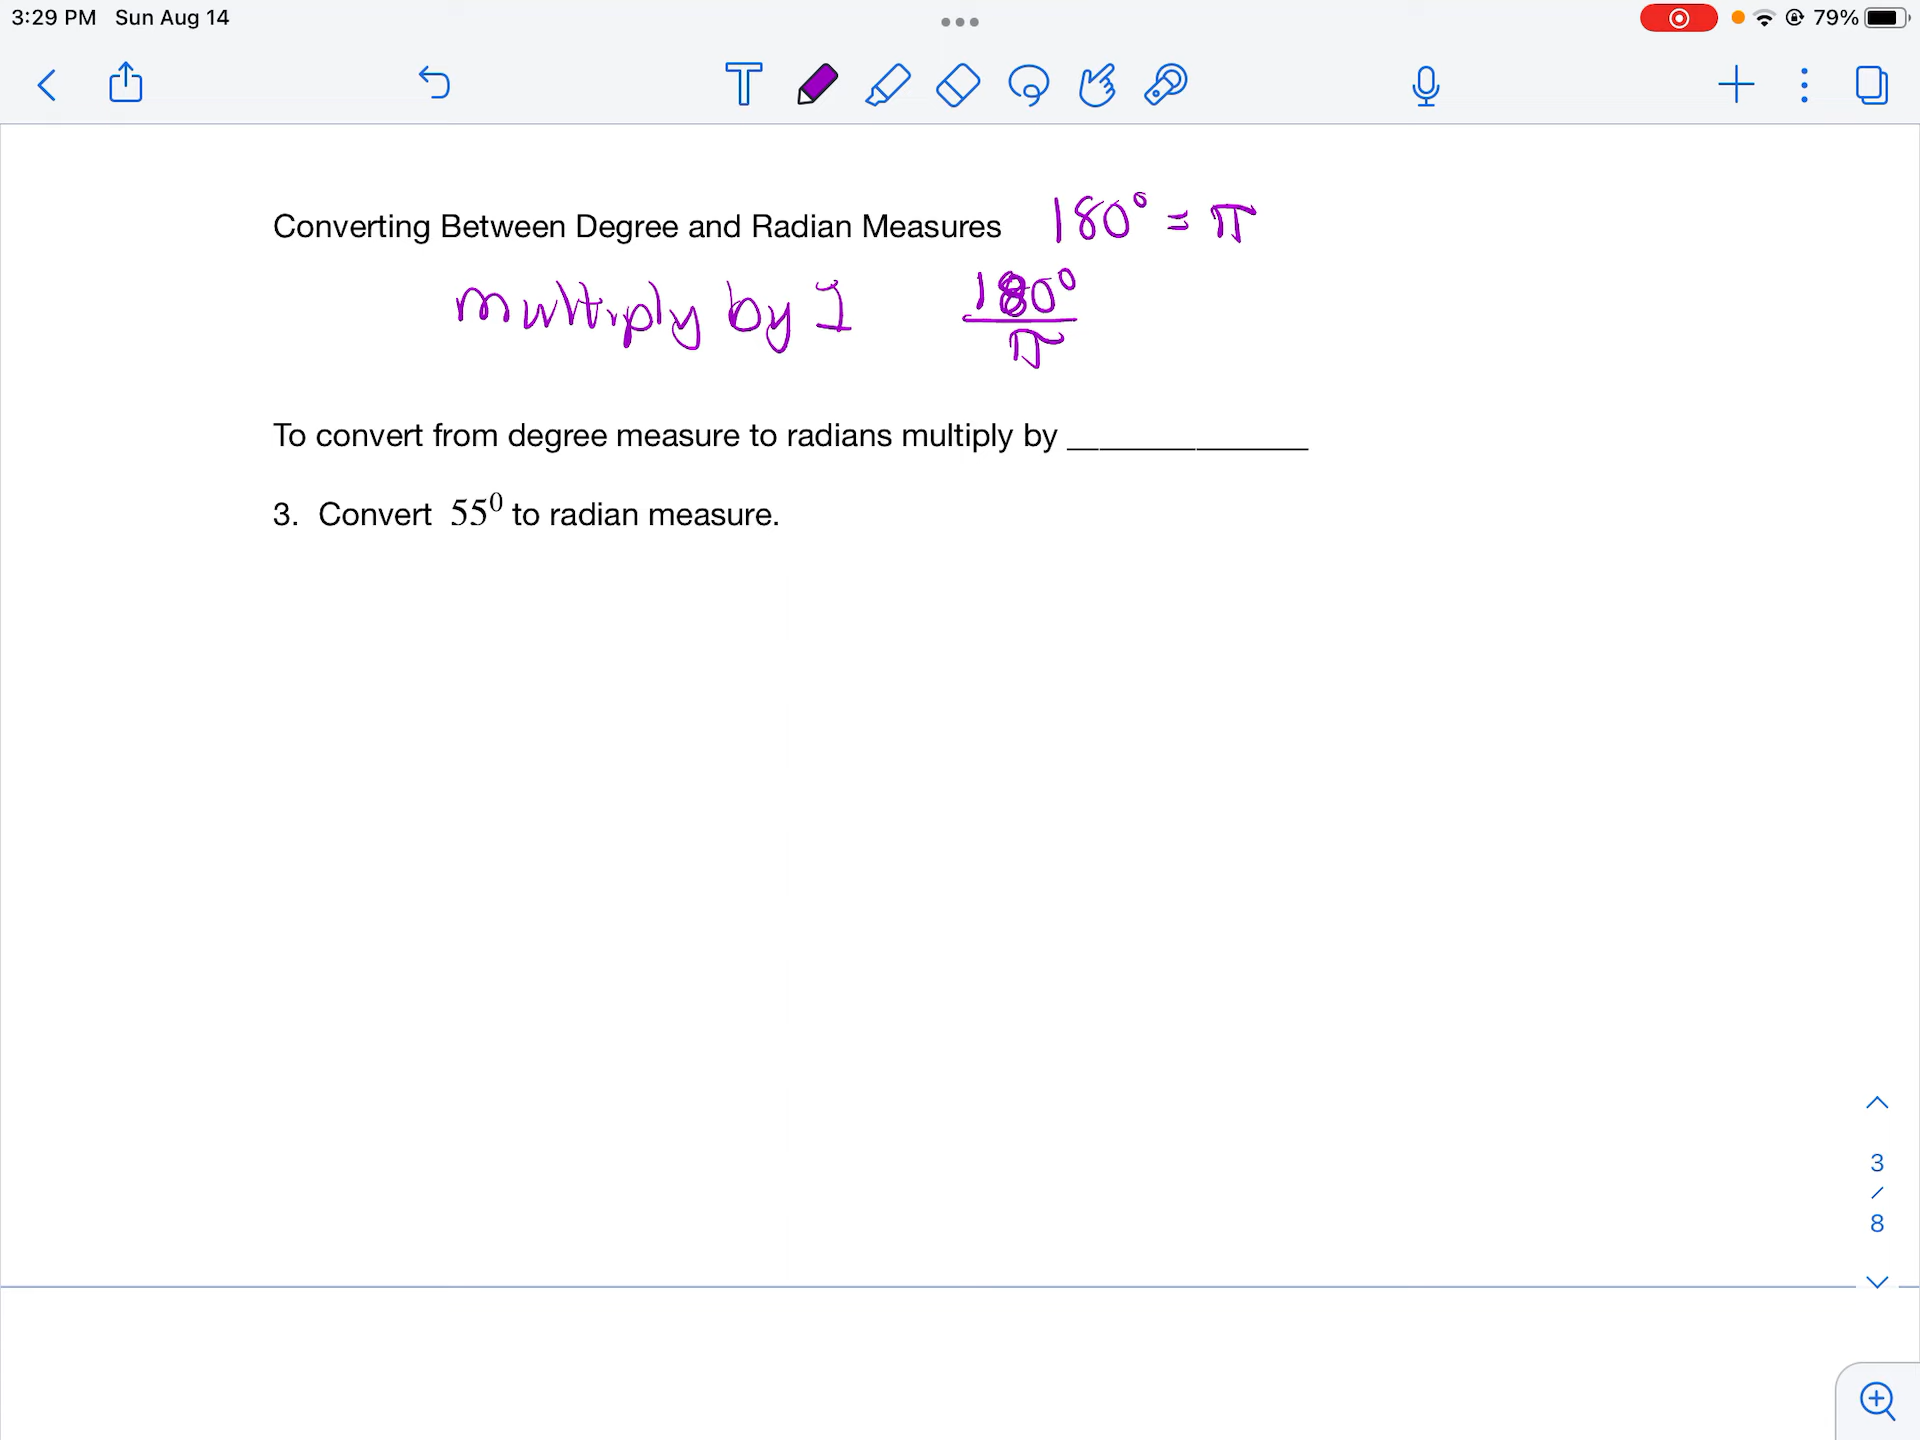 3:29 PM Sun Aug 14
79%
T
Converting Between Degree and Radian Measures 180° = π
multiply by 1 180°/π
To convert from degree measure to radians multiply by _______________
3. Convert 55⁰ to radian measure.
3
/
8